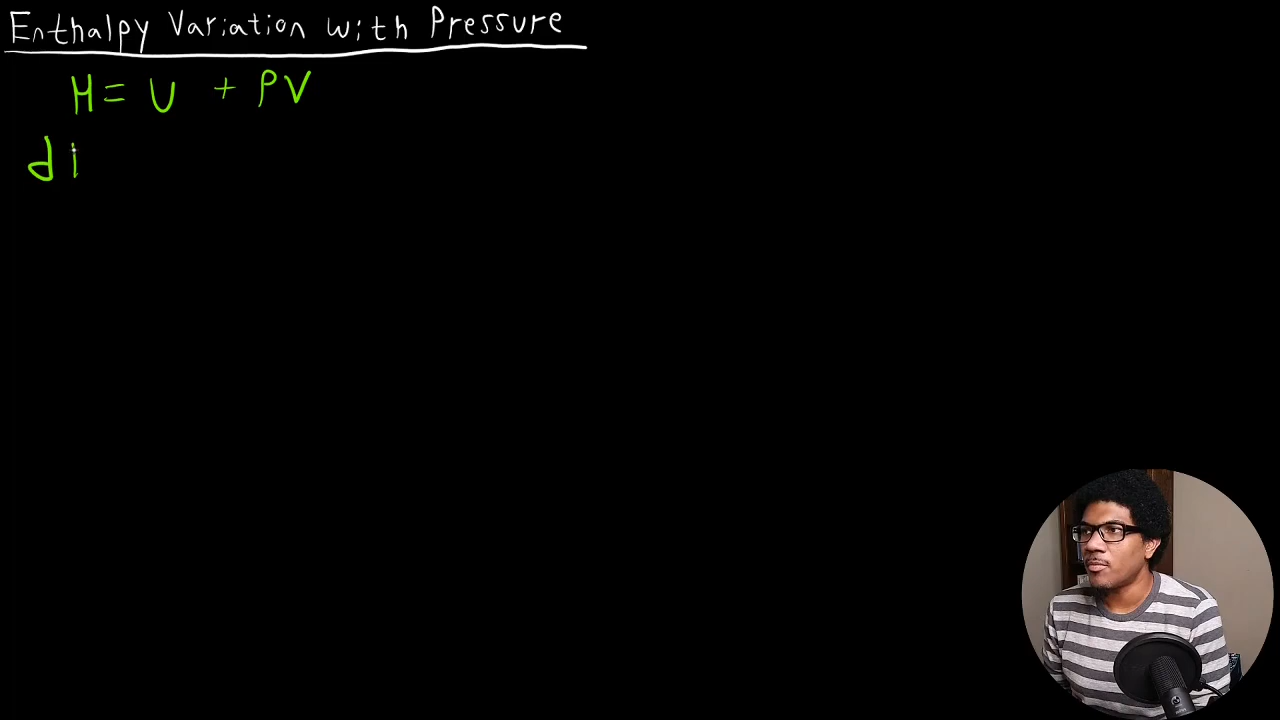 Enthalpy Variation with Pressure
H = U + PV
d